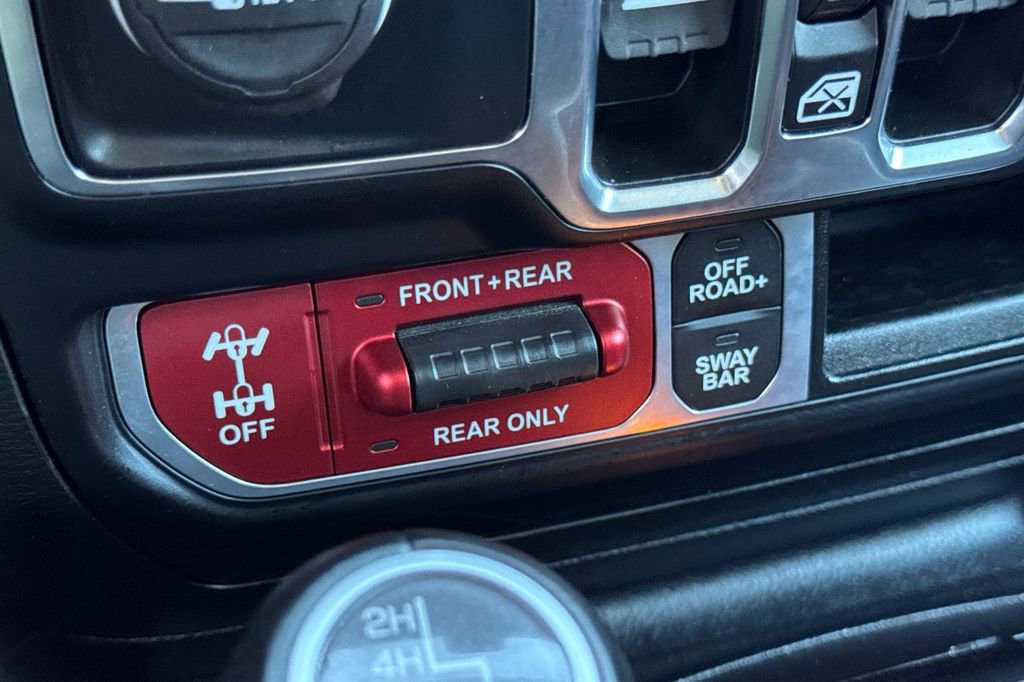 FRONT+REAR
OFF
REAR ONLY
OFF
ROAD+
SWAY
BAR
2H
4H